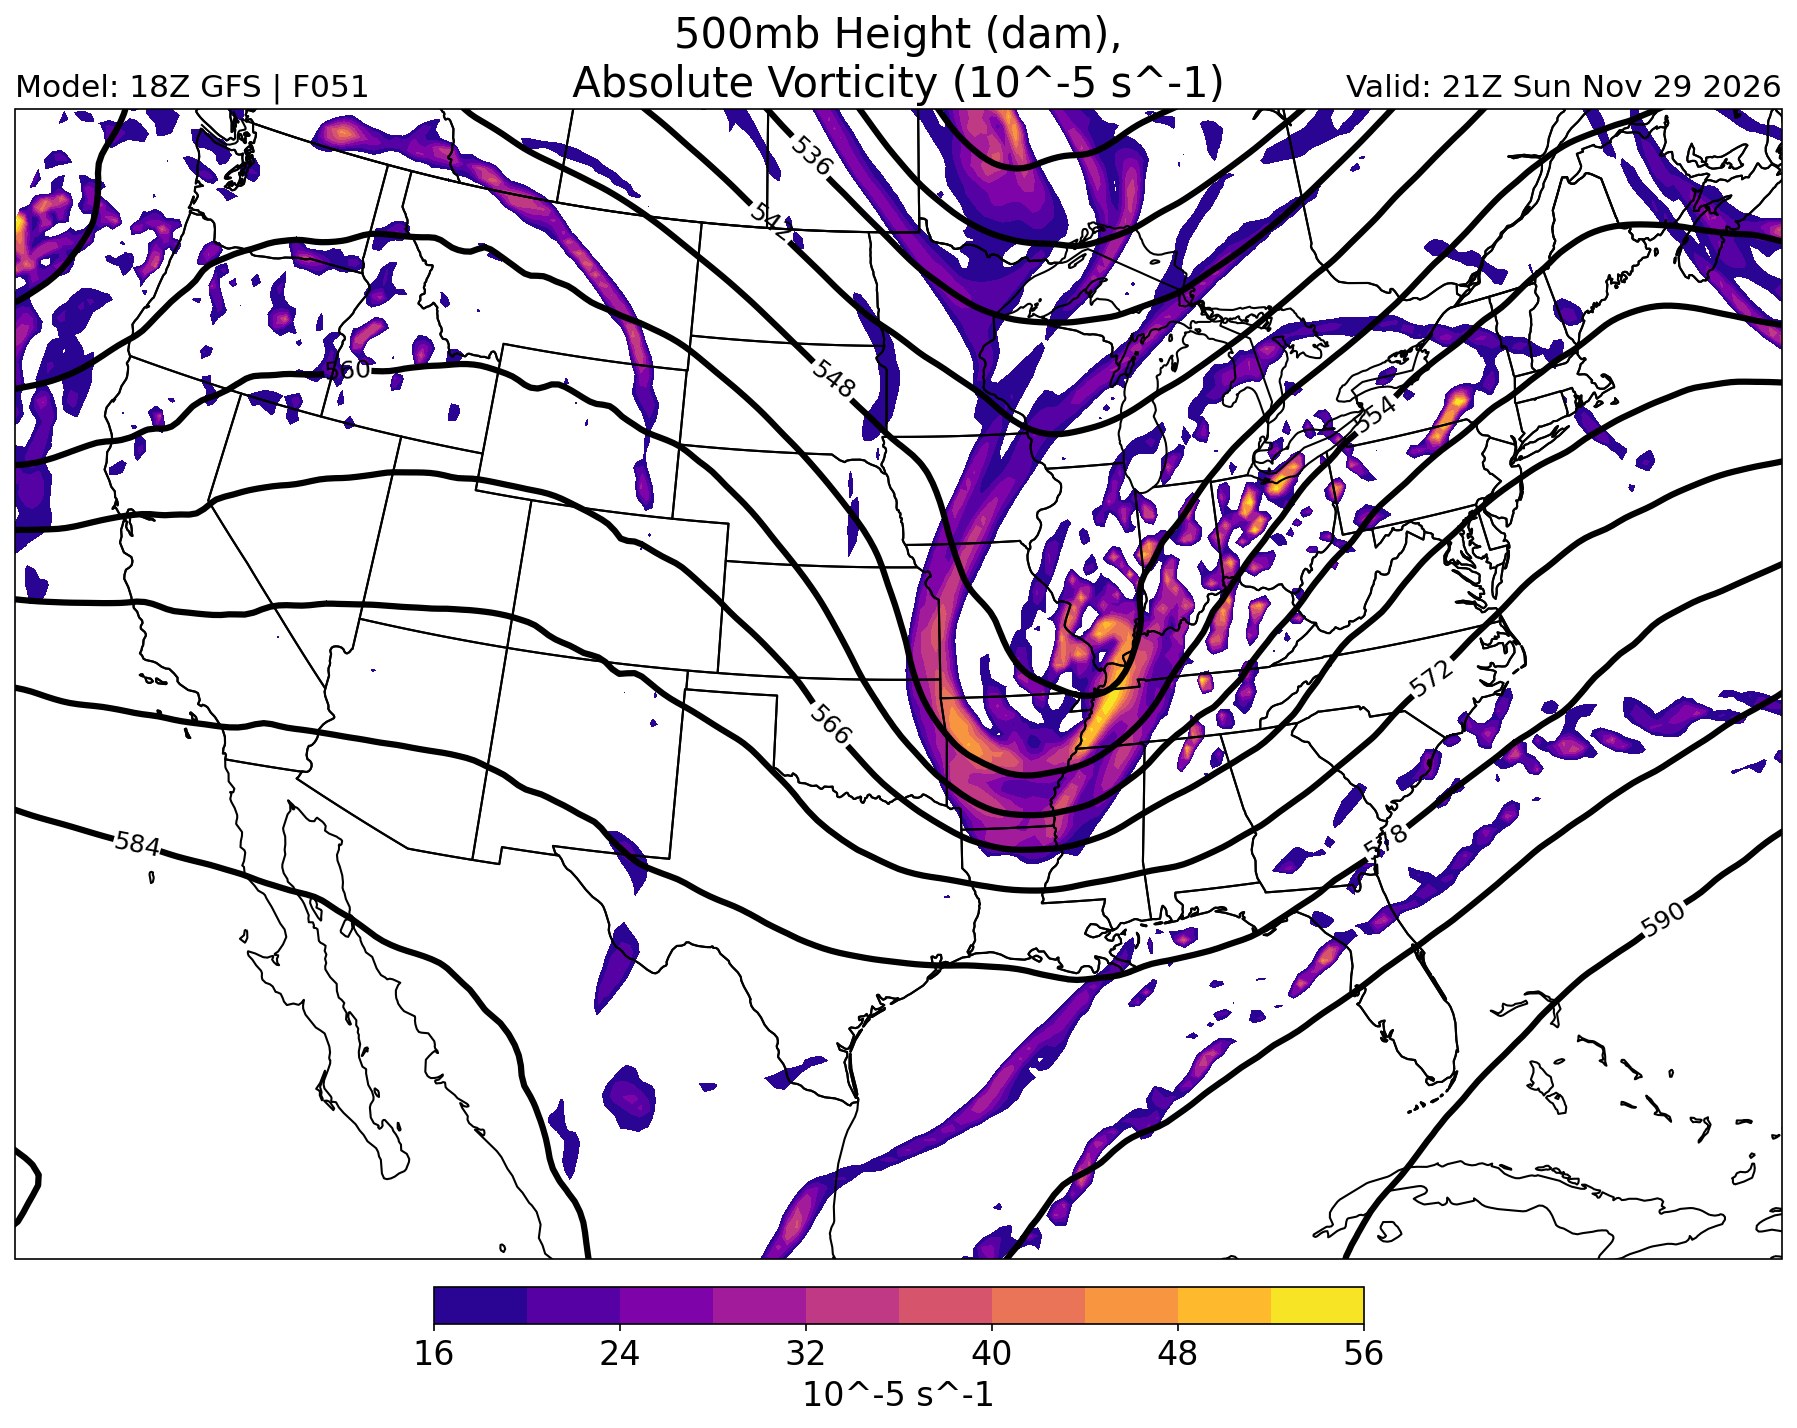 500mb Height (dam),
Model: 18Z GFS | F051
Absolute Vorticity (10^-5 s^-1)
Valid: 21Z Sun Nov 29 2026
536
542
548
554
560
566
572
578
584
590
16 24 32 40 48 56
10^-5 s^-1